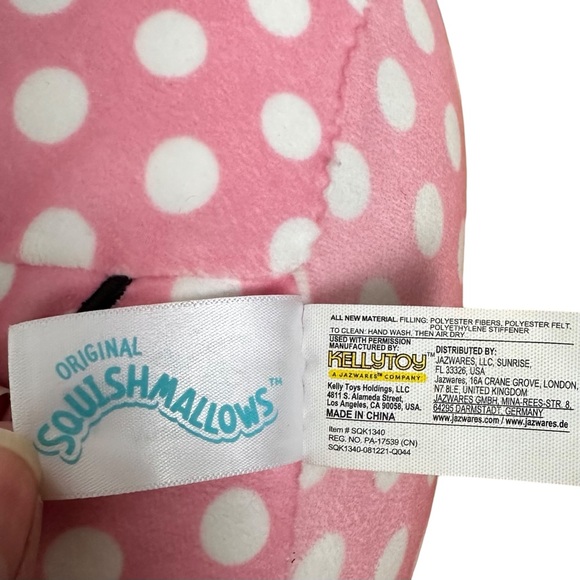 ORIGINAL
SQUISHMALLOWS™
ALL NEW MATERIAL. FILLING: POLYESTER FIBERS, POLYESTER FELT,
POLYETHYLENE STIFFENER
TO CLEAN: HAND WASH, THEN AIR DRY
USED WITH PERMISSION
MANUFACTURED BY:
KELLYTOY™
A JAZWARES™ COMPANY
Kelly Toys Holdings, LLC
4811 S. Alameda Street,
Los Angeles, CA 90058, USA.
MADE IN CHINA
DISTRIBUTED BY:
JAZWARES, LLC, SUNRISE,
FL 33326, USA
Jazwares, 16A CRANE GROVE, LONDON,
N7 8LE, UNITED KINGDOM
JAZWARES GMBH, MINA-REES-STR. 8,
64295 DARMSTADT, GERMANY
www.jazwares.com / www.jazwares.de
Item # SQK1340
REG. NO. PA-17539 (CN)
SQK1340-081221-Q044